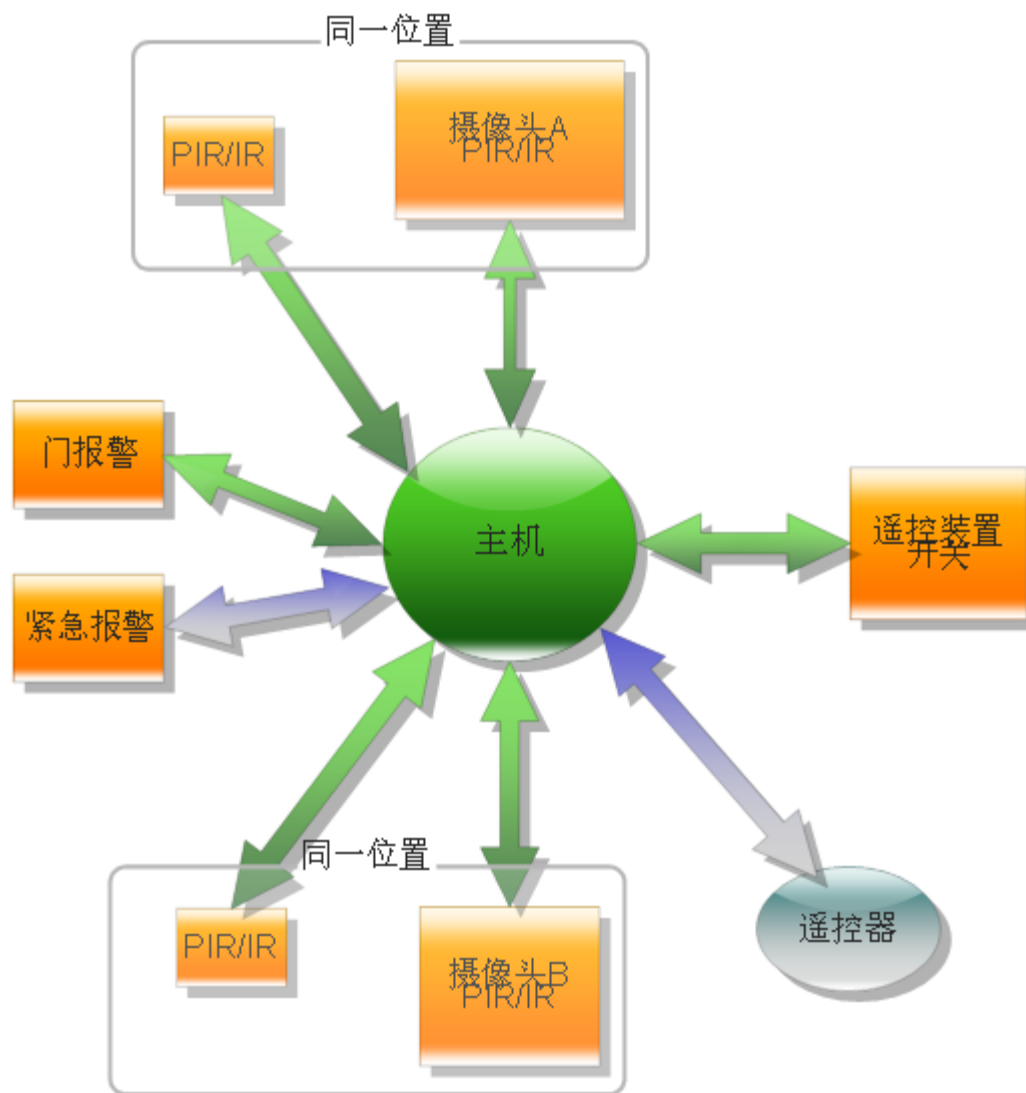 同一位置
PIR/IR
摄像头A
PIR/IR
门报警
主机
遥控装置
开关
紧急报警
同一位置
PIR/IR
摄像头B
PIR/IR
遥控器